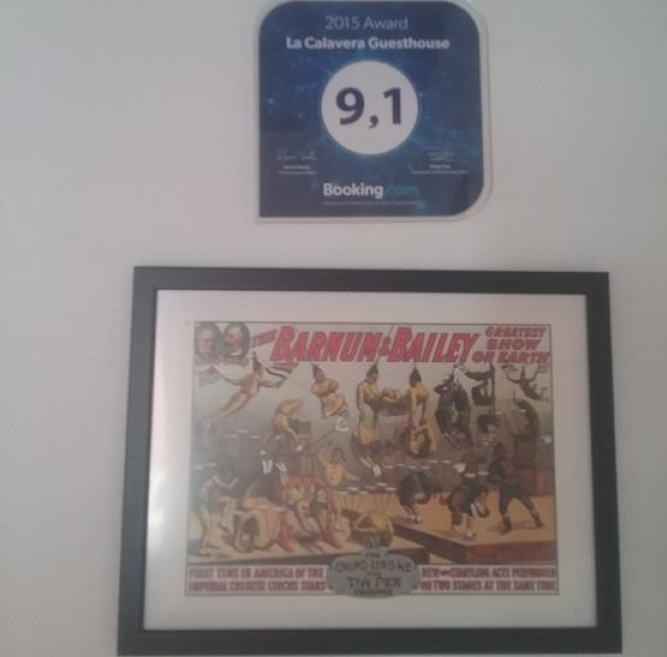 2015 Award
La Calavera Guesthouse
9,1
Booking.com
THE BARNUM & BAILEY GREATEST
SHOW
ON EARTH
THE
TROUPES
FIRST TIME IN AMERICA OF THE
IMPERIAL CHINESE CIRCUS STARS
NEW AND STARTLING ACTS PERFORMED
ON TWO STAGES AT THE SAME TIME